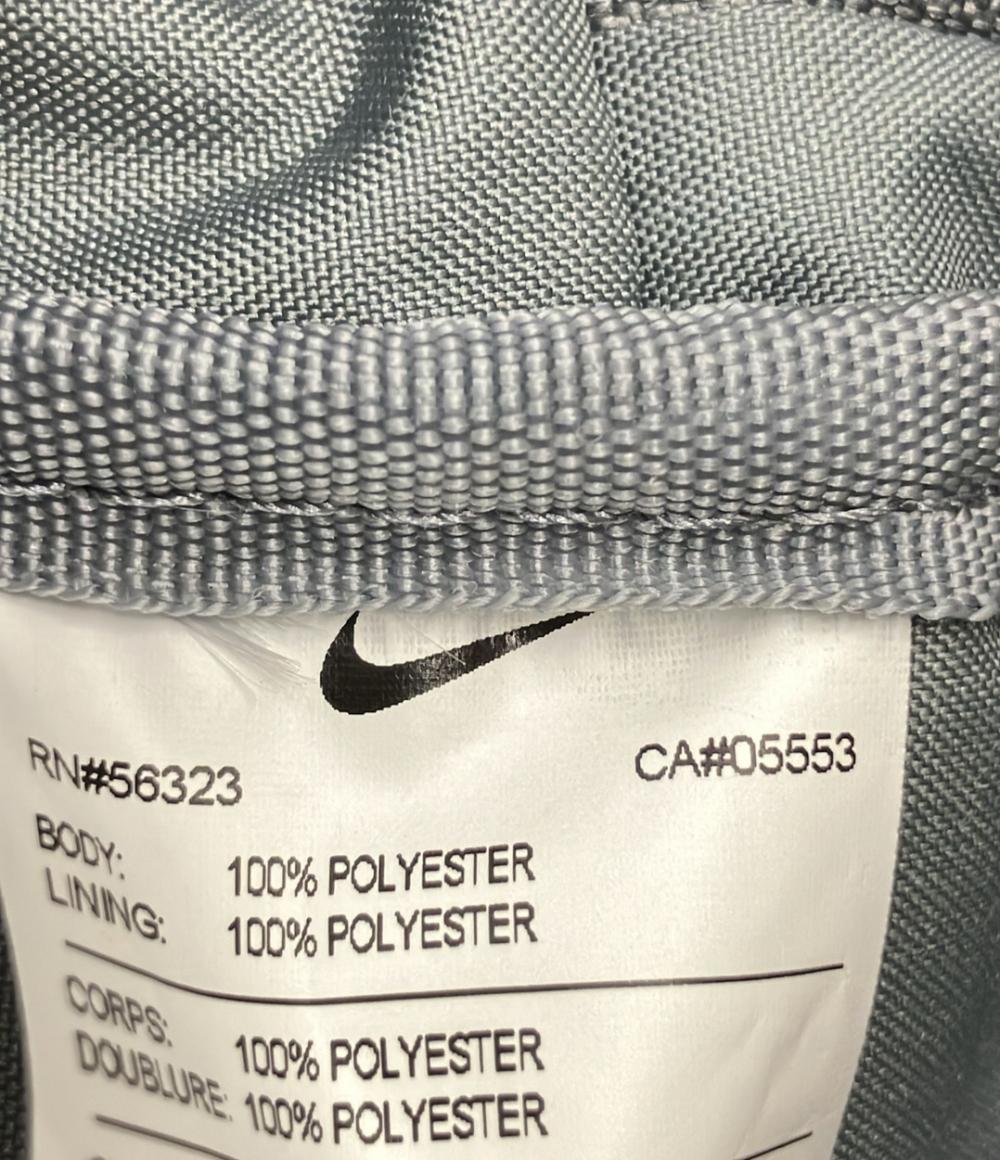 RN#56323 CA#05553
BODY: 100% POLYESTER
LINING: 100% POLYESTER
CORPS: 100% POLYESTER
DOUBLURE: 100% POLYESTER